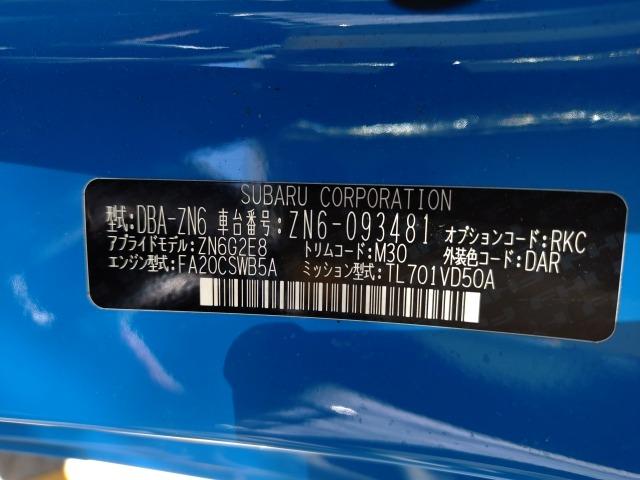 SUBARU CORPORATION
型式:DBA-ZN6 車台番号:ZN6-093481 オプションコード:RKC
アプライドモデル:ZN6G2E8 トリムコード:M30 外装色コード:DAR
エンジン型式:FA20CSWB5A ミッション型式:TL701VD50A